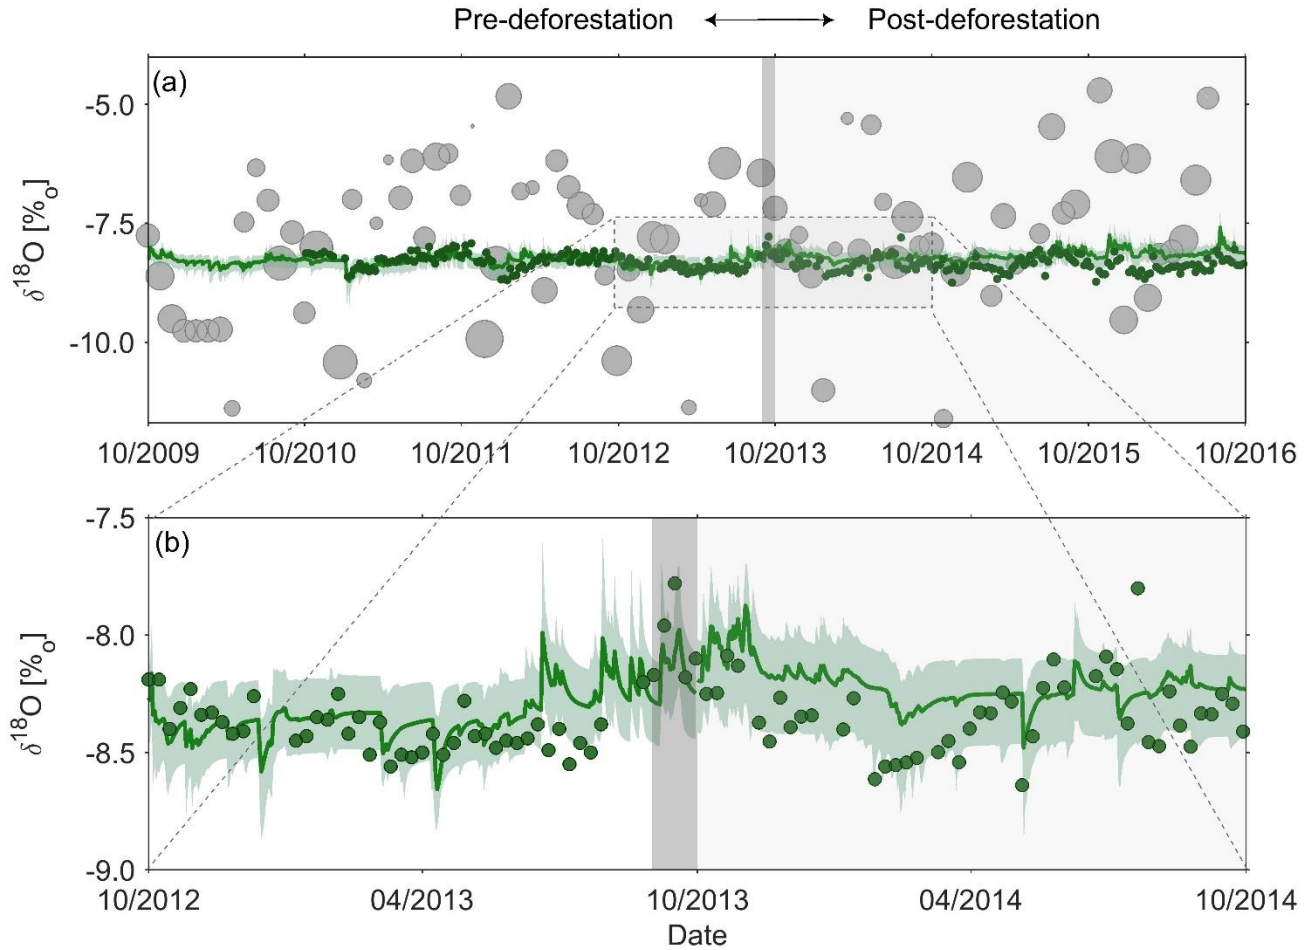 Pre-deforestation Post-deforestation
(a)
-5.0
-7.5
-10.0
δ¹⁸O [‰]
10/2009 10/2010 10/2011 10/2012 10/2013 10/2014 10/2015 10/2016
(b)
-7.5
-8.0
-8.5
-9.0
δ¹⁸O [‰]
10/2012 04/2013 10/2013 04/2014 10/2014
Date